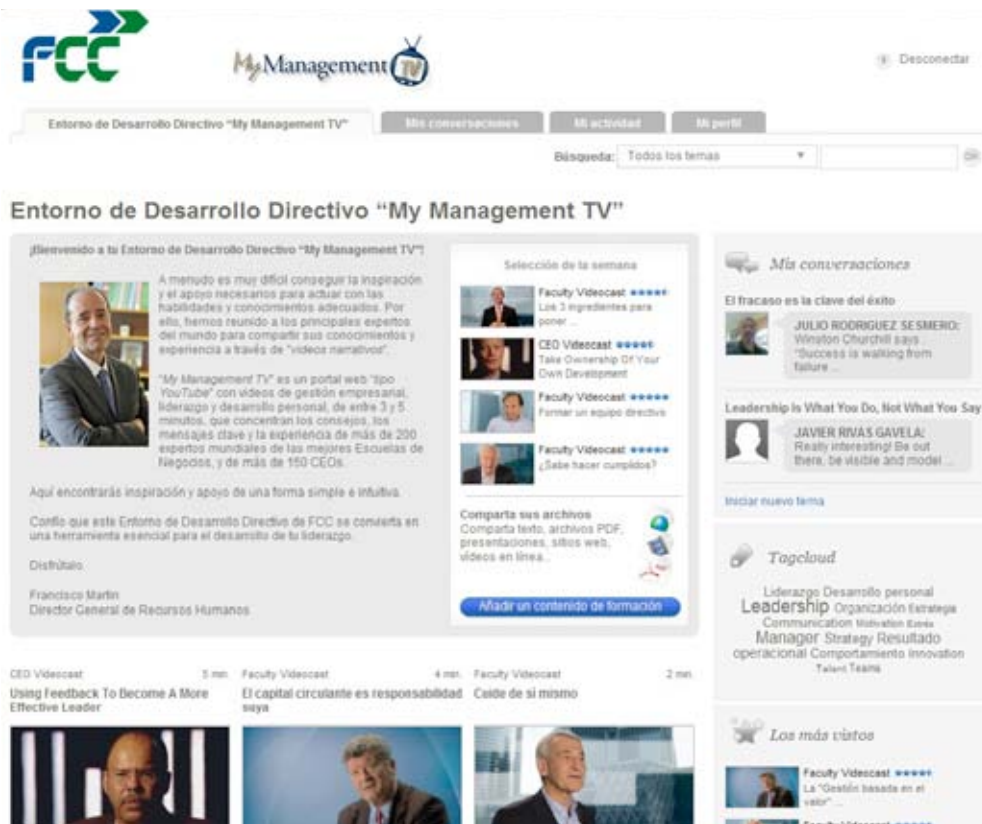 FCC
My Management TV
Desconectar
Entorno de Desarrollo Directivo “My Management TV”
Mis conversaciones
Mi actividad
Mi perfil
Búsqueda: Todos los temas
OK
Entorno de Desarrollo Directivo “My Management TV”
¡Bienvenido a tu Entorno de Desarrollo Directivo “My Management TV”!
A menudo es muy difícil conseguir la inspiración
y el apoyo necesarios para actuar con las
habilidades y conocimientos adecuados. Por
ello, hemos reunido a los principales expertos
del mundo para compartir sus conocimientos y
experiencia a través de "videos narrativos".
"My Management TV" es un portal web "tipo
YouTube" con videos de gestión empresarial,
liderazgo y desarrollo personal, de entre 3 y 5
minutos, que concentran los consejos, los
mensajes clave y la experiencia de más de 200
expertos mundiales de las mejores Escuelas de
Negocios, y de más de 150 CEOs.
Aquí encontrarás inspiración y apoyo de una forma simple e intuitiva.
Confío que este Entorno de Desarrollo Directivo de FCC se convierta en
una herramienta esencial para el desarrollo de tu liderazgo.
Disfrútalo.
Francisco Martín
Director General de Recursos Humanos
Selección de la semana
Faculty Videocast
Los 3 ingredientes para
poner ...
CEO Videocast
Take Ownership Of Your
Own Development
Faculty Videocast
Formar un equipo directivo
Faculty Videocast
¿Sabe hacer cumplidos?
Comparta sus archivos
Comparta texto, archivos PDF,
presentaciones, sitios web,
vídeos en línea...
Añadir un contenido de formación
Mis conversaciones
El fracaso es la clave del éxito
JULIO RODRIGUEZ SESMERO:
Winston Churchill says :
"Success is walking from
failure ...
Leadership Is What You Do, Not What You Say
JAVIER RIVAS GAVELA:
Really interesting! Be out
there, be visible and model ...
Iniciar nuevo tema
Tagcloud
Liderazgo Desarrollo personal
Leadership Organización Estrategia
Communication Motivation Estrés
Manager Strategy Resultado
operacional Comportamiento Innovation
Talent Teams
Los más vistos
Faculty Videocast
La "Gestión basada en el
valor" ...
Faculty Videocast
CEO Videocast 5 min.
Using Feedback To Become A More
Effective Leader
Faculty Videocast 4 min.
El capital circulante es responsabilidad
suya
Faculty Videocast 2 min.
Cuide de sí mismo